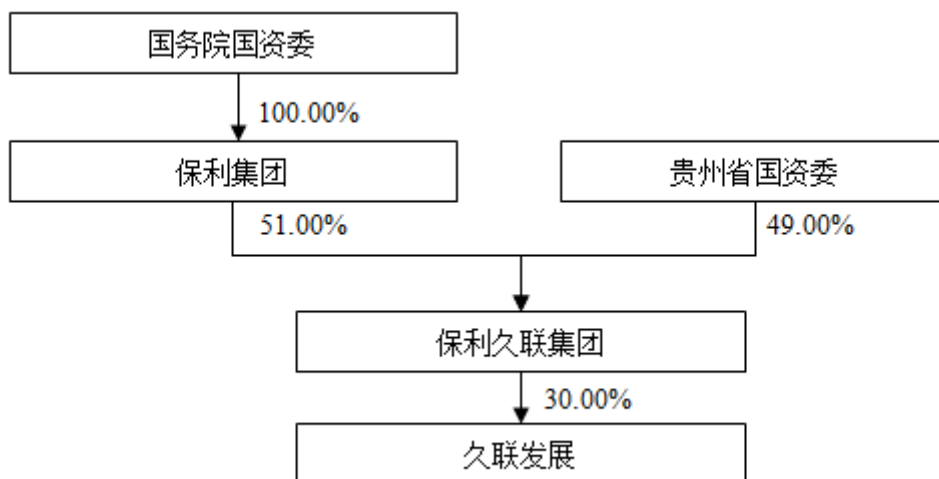 国务院国资委
100.00%
保利集团
贵州省国资委
51.00%
49.00%
保利久联集团
30.00%
久联发展